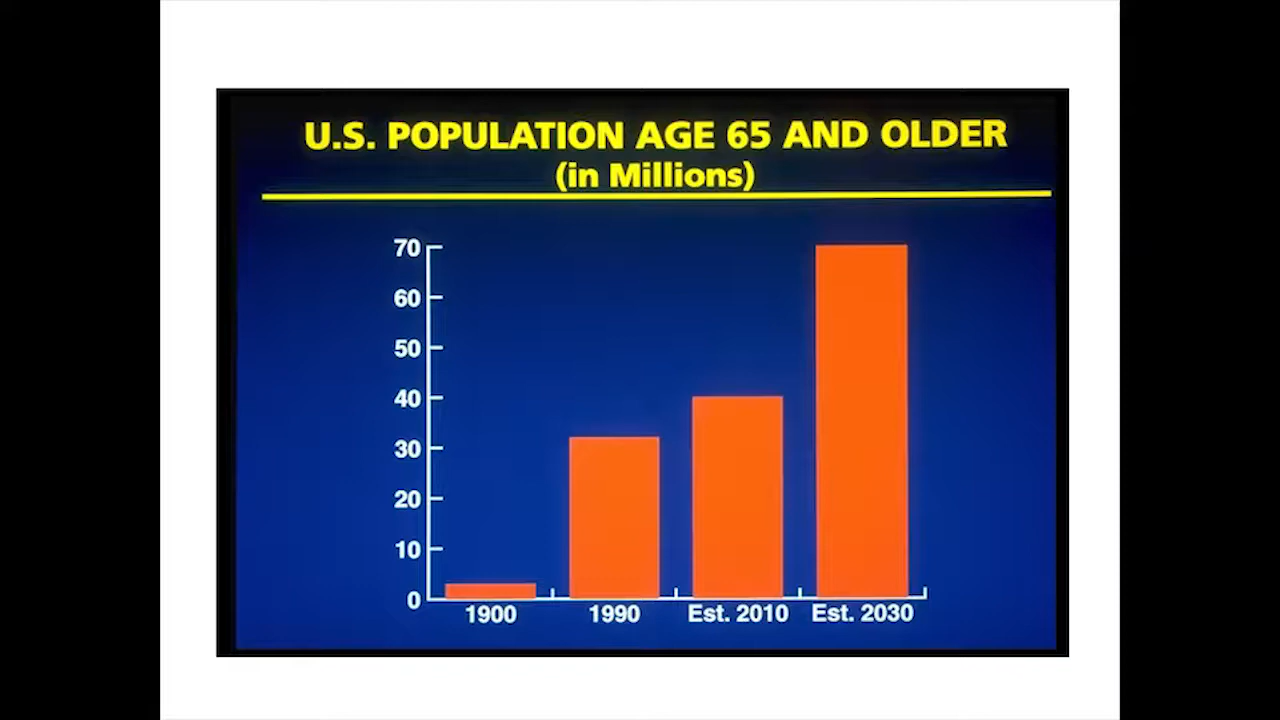 U.S. POPULATION AGE 65 AND OLDER
(in Millions)
70
60
50
40
30
20
10
0
1900 1990 Est. 2010 Est. 2030